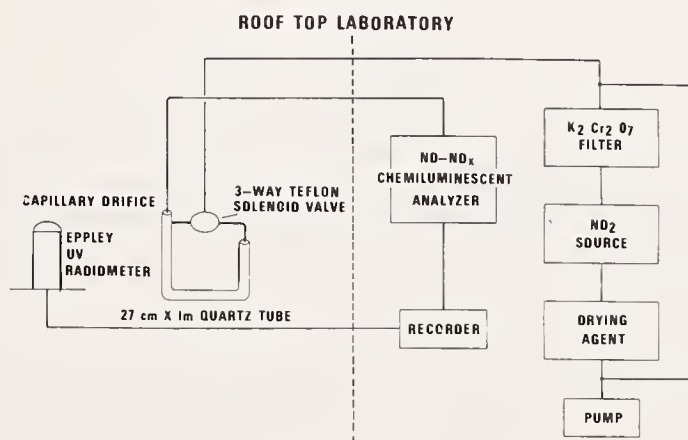 ROOF TOP LABORATORY
K2 Cr2 O7
FILTER
NO–NOx
CHEMILUMINESCENT
ANALYZER
3-WAY TEFLON
SOLENOID VALVE
CAPILLARY ORIFICE
EPPLEY
UV
RADIOMETER
NO2
SOURCE
27 cm X 1m QUARTZ TUBE
RECORDER
DRYING
AGENT
PUMP